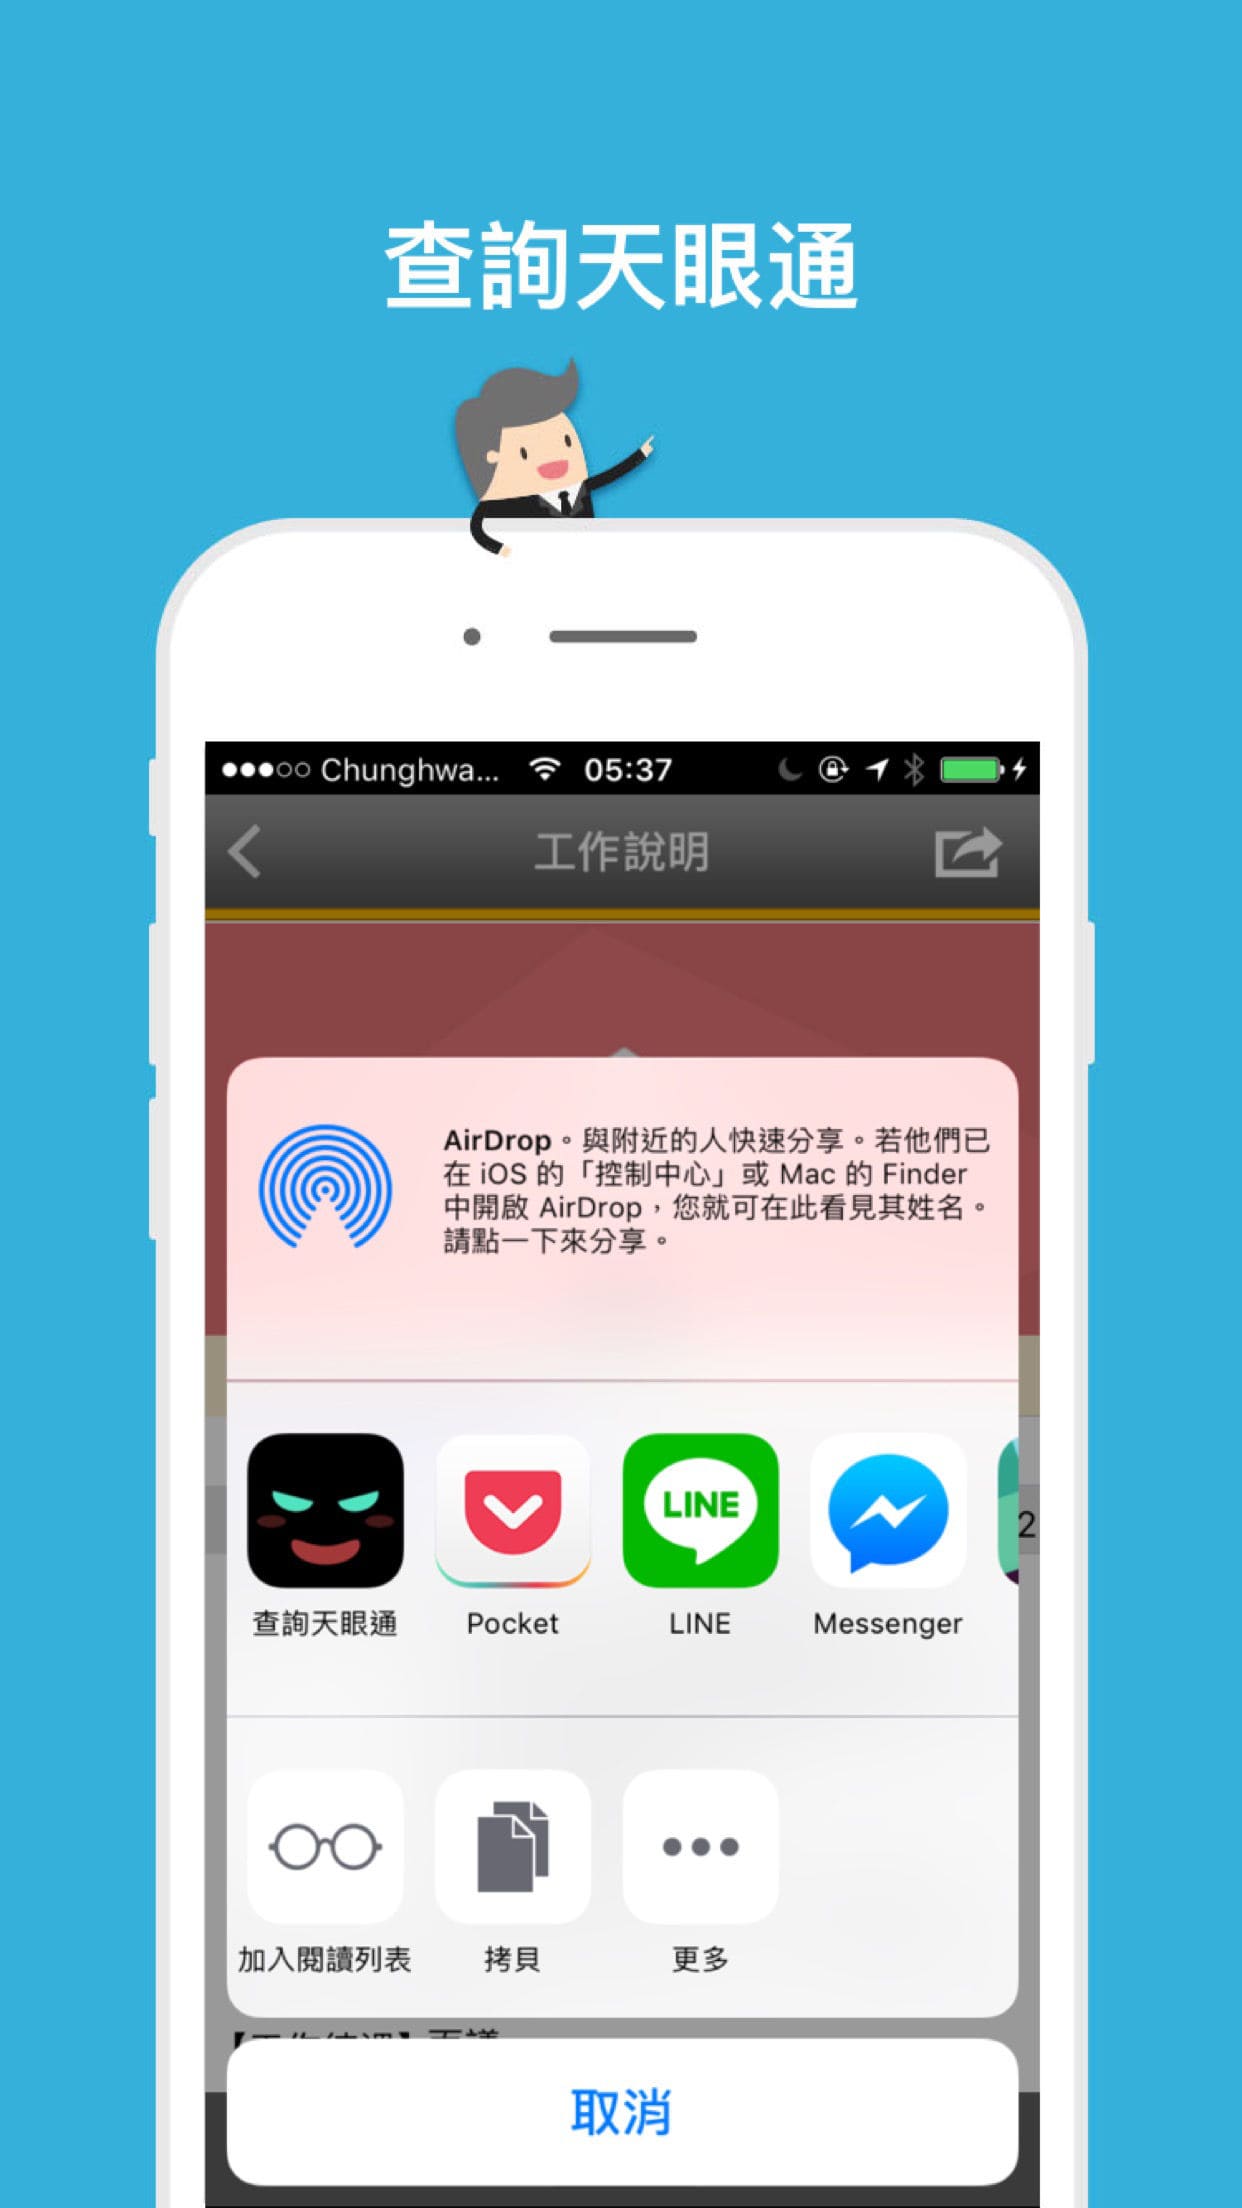 查詢天眼通
Chunghwa... 05:37
工作說明
AirDrop。與附近的人快速分享。若他們已
在 iOS 的「控制中心」或 Mac 的 Finder
中開啟 AirDrop，您就可在此看見其姓名。
請點一下來分享。
LINE
2
查詢天眼通 Pocket LINE Messenger
加入閱讀列表 拷貝 更多
取消